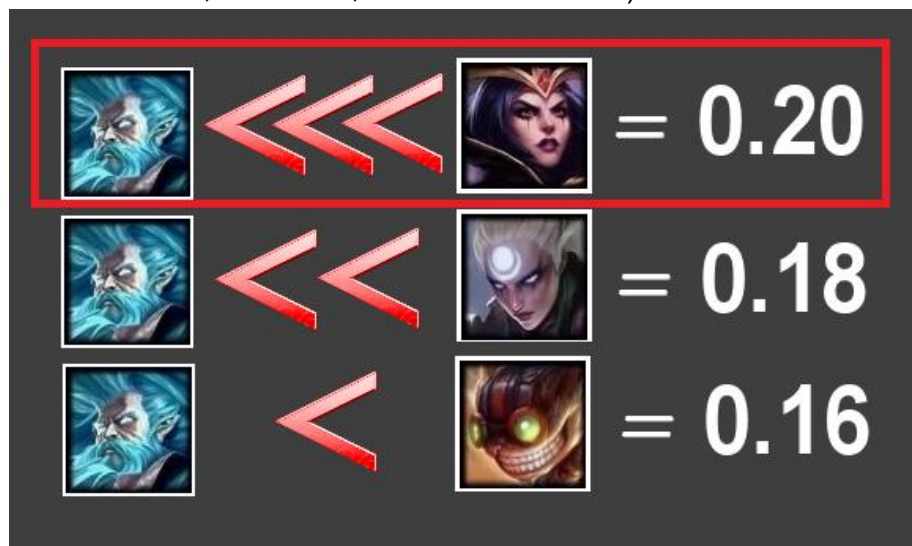 <<< = 0.20
<< = 0.18
< = 0.16